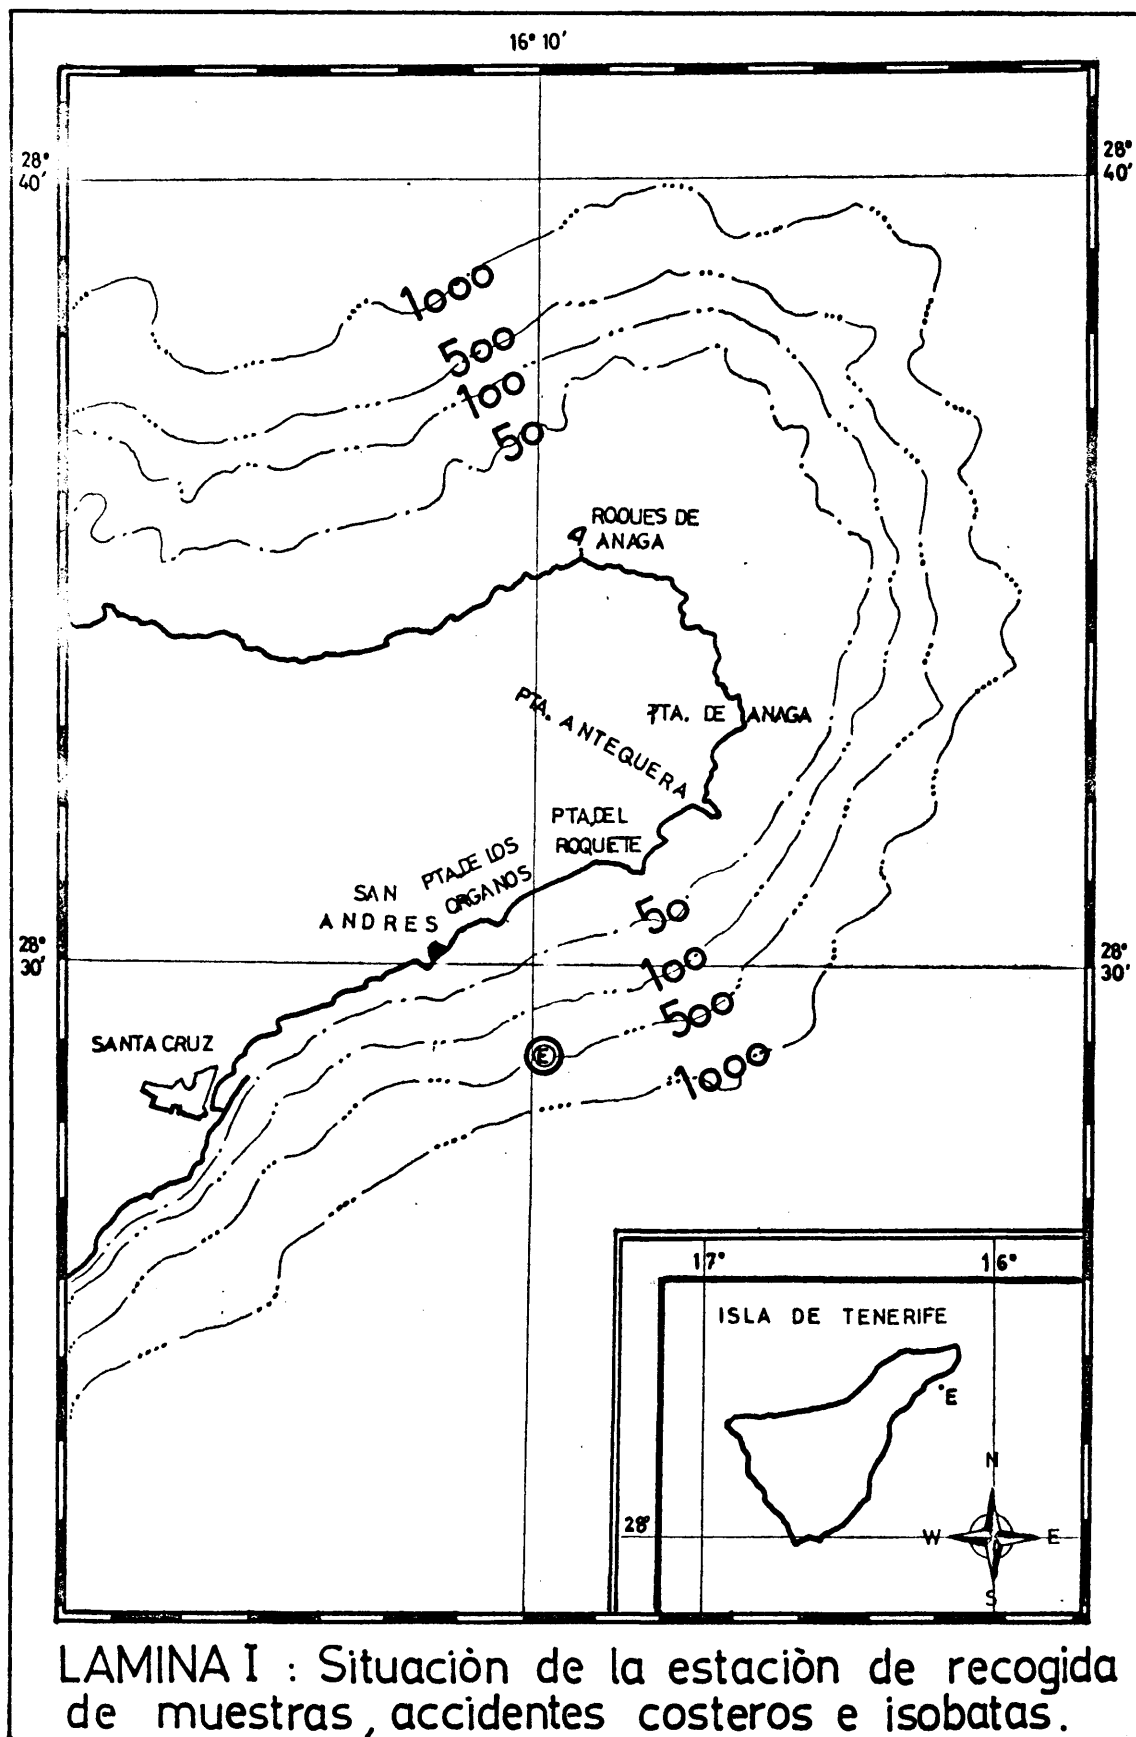 16° 10′
28°
40′
28°
40′
1000
500
100
50
ROQUES DE
ANAGA
PTA. ANTEQUERA
PTA. DE ANAGA
PTA. DEL
ROQUETE
PTA. DE LOS
ORGANOS
SAN
ANDRES
50
28°
30′
28°
30′
100
500
1000
SANTA CRUZ
E
17°
16°
ISLA DE TENERIFE
E
N
28°
W
E
S
LAMINA I : Situaciòn de la estaciòn de recogida
de muestras, accidentes costeros e isobatas.